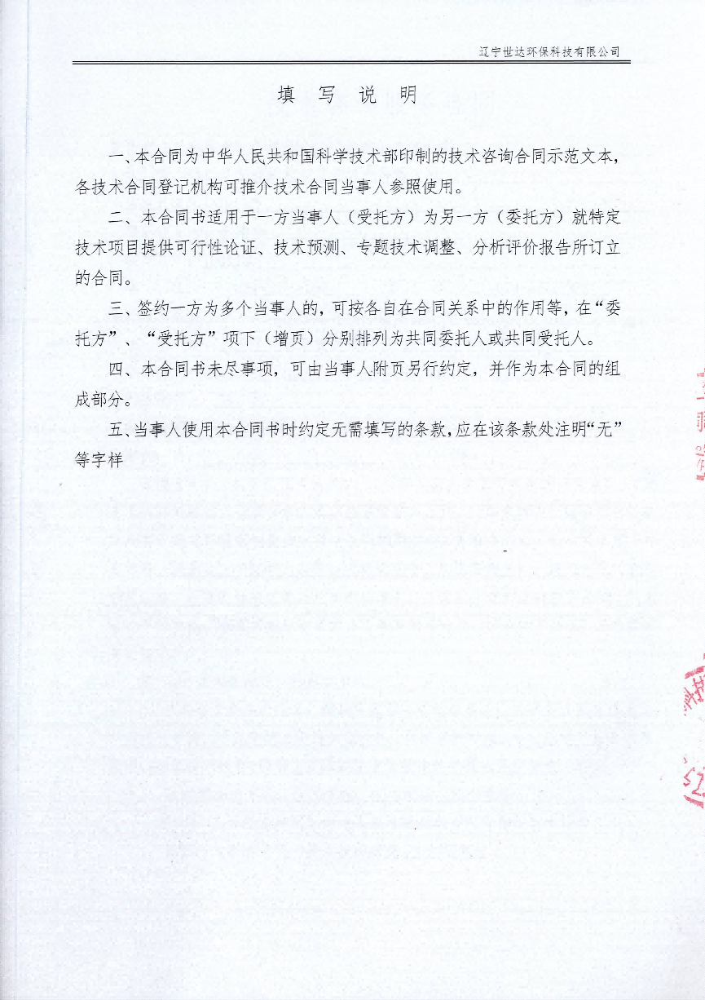 辽宁世达环保科技有限公司
填 写 说 明
一、本合同为中华人民共和国科学技术部印制的技术咨询合同示范文本，
各技术合同登记机构可推介技术合同当事人参照使用。
二、本合同书适用于一方当事人（受托方）为另一方（委托方）就特定
技术项目提供可行性论证、技术预测、专题技术调整、分析评价报告所订立
的合同。
三、签约一方为多个当事人的，可按各自在合同关系中的作用等，在“委
托方”、“受托方”项下（增页）分别排列为共同委托人或共同受托人。
四、本合同书未尽事项，可由当事人附页另行约定，并作为本合同的组
成部分。
五、当事人使用本合同书时约定无需填写的条款，应在该条款处注明“无”
等字样